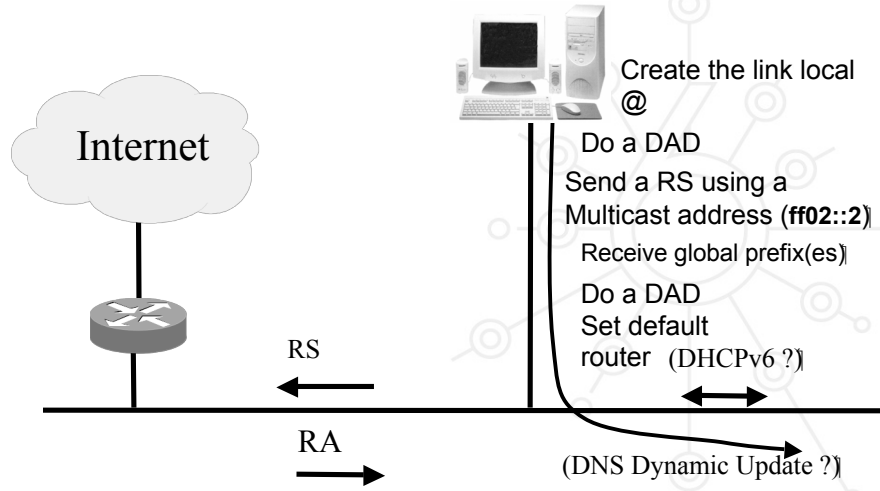 Create the link local
@
Internet
Do a DAD
Send a RS using a
Multicast address (ff02::2)
Receive global prefix(es)
Do a DAD
Set default
router (DHCPv6 ?)
RS
RA
(DNS Dynamic Update ?)